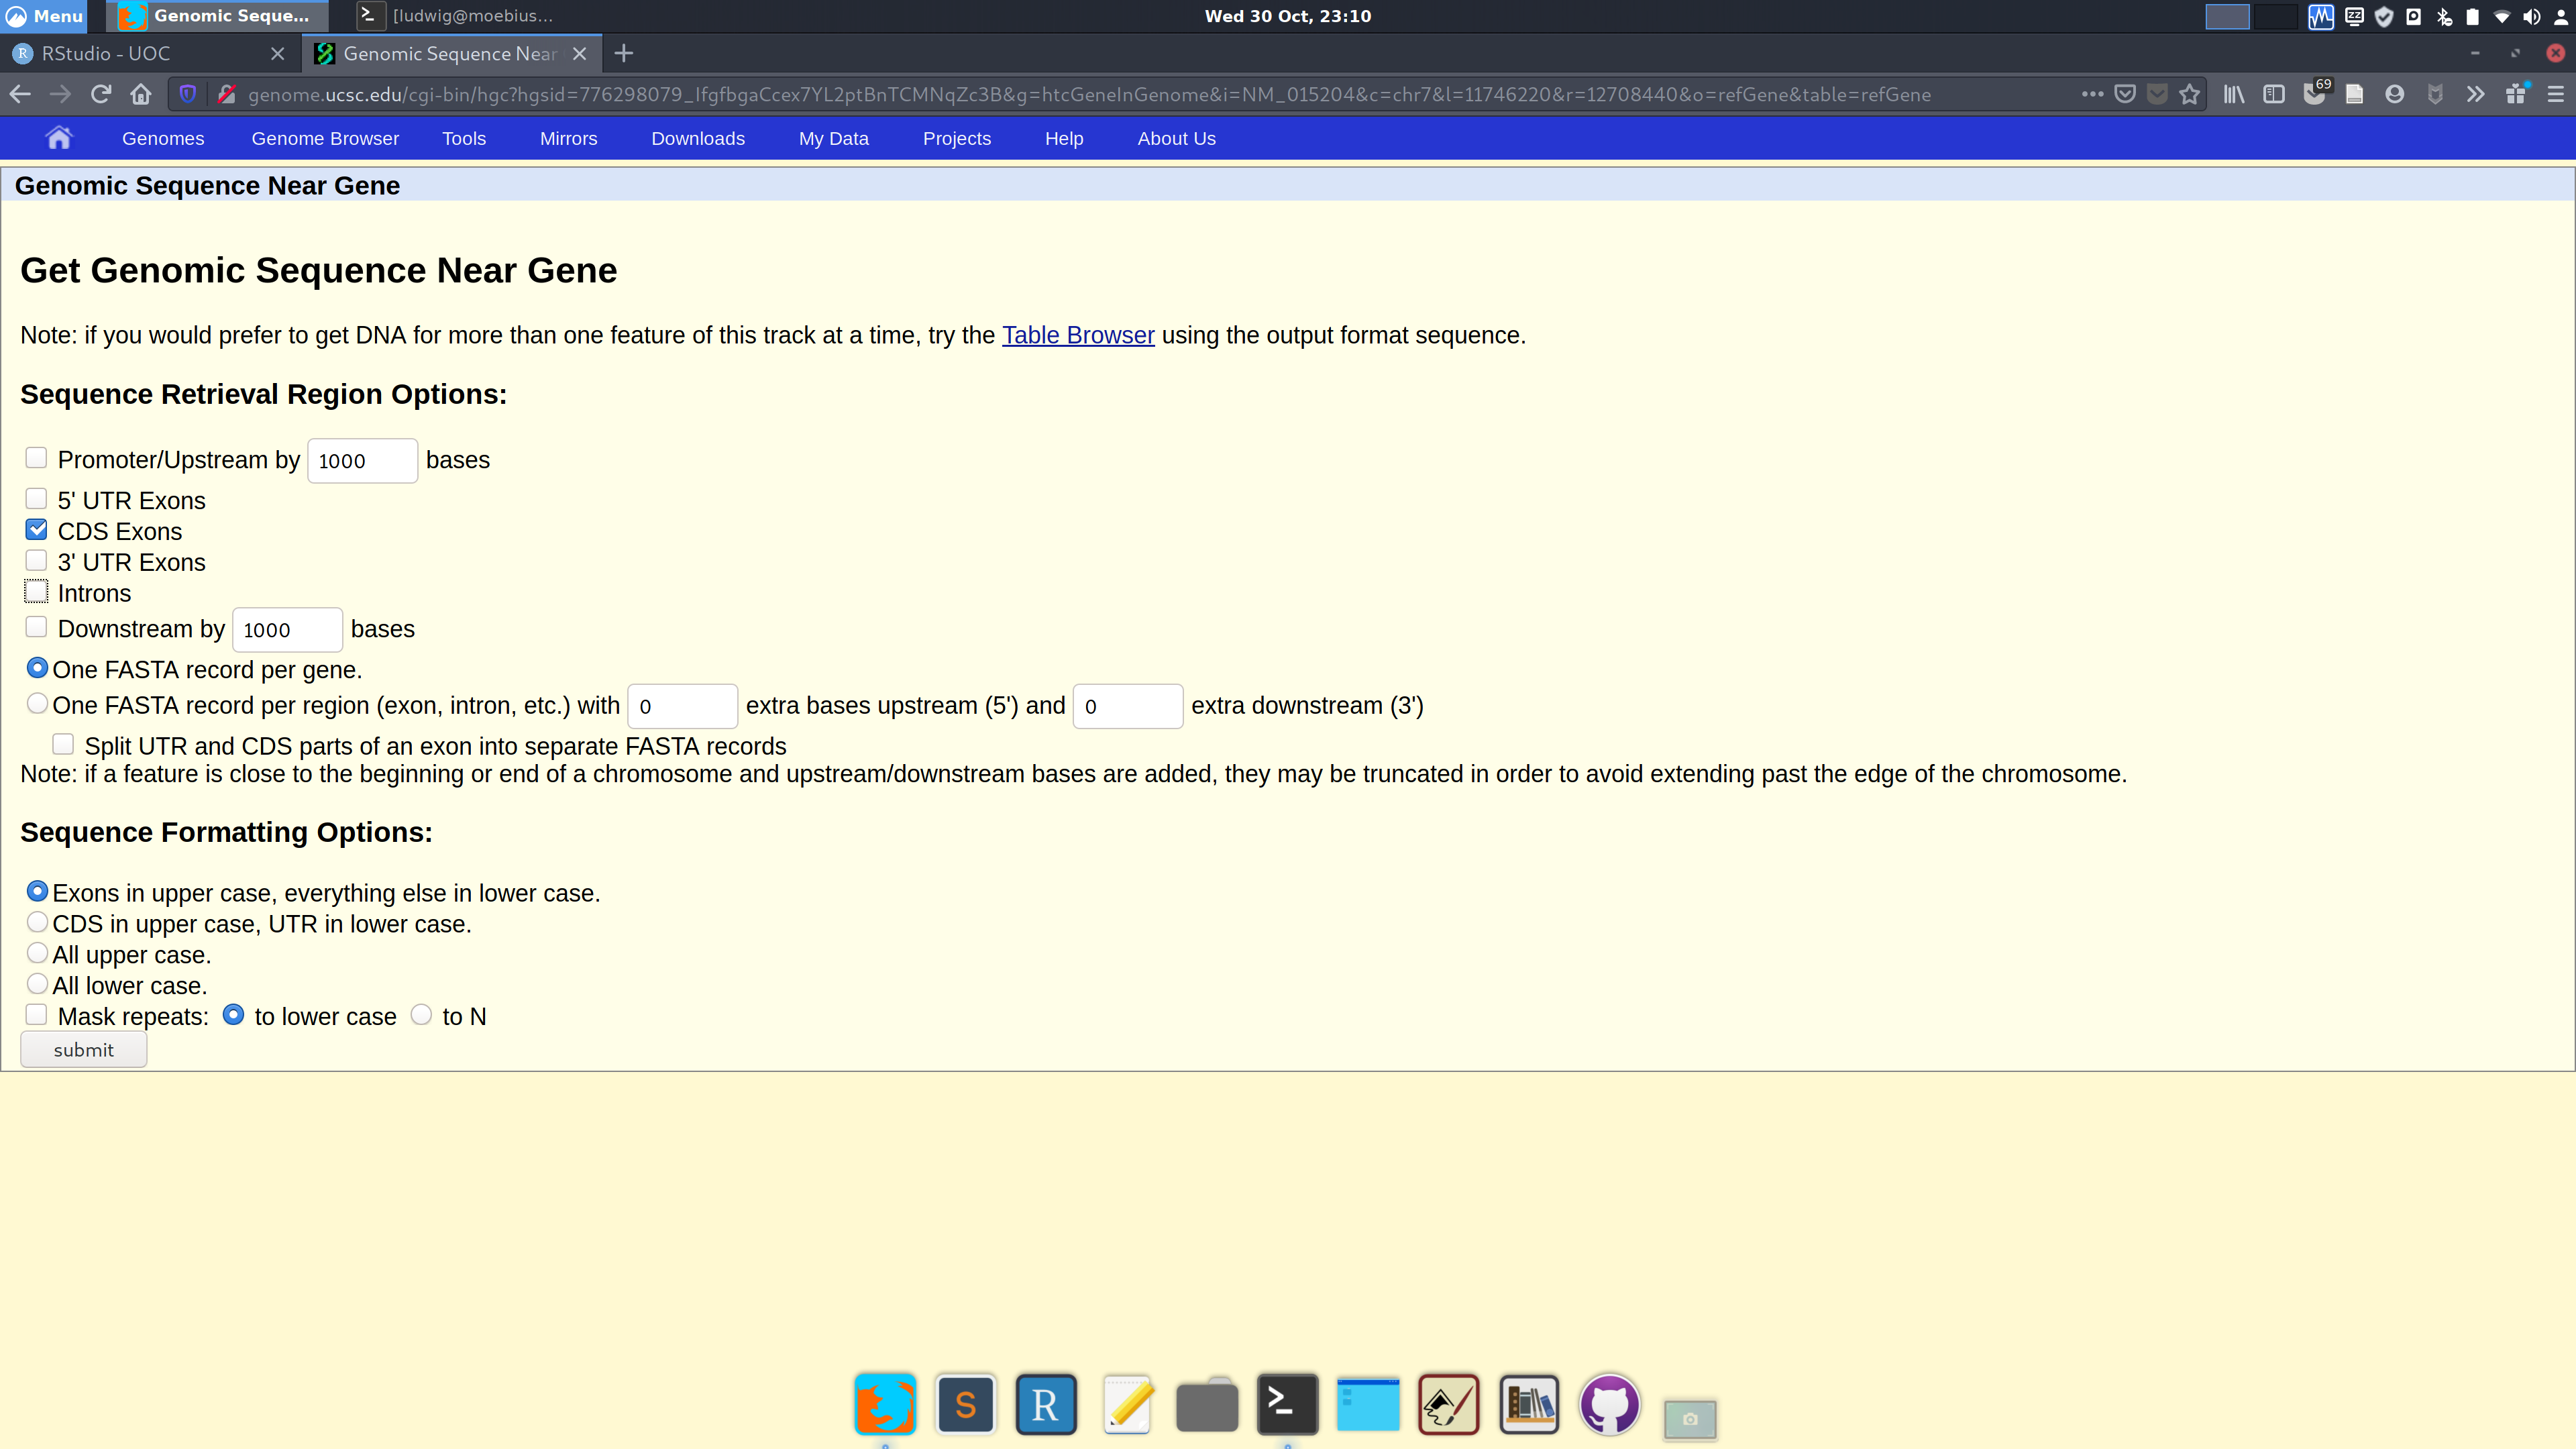 Menu Genomic Seque... [ludwig@moebius... Wed 30 Oct, 23:10
RStudio - UOC Genomic Sequence Near
genome.ucsc.edu/cgi-bin/hgc?hgsid=776298079_IfgfbgaCcex7YL2ptBnTCMNqZc3B&g=htcGeneInGenome&i=NM_015204&c=chr7&l=11746220&r=12708440&o=refGene&table=refGene 69
Genomes Genome Browser Tools Mirrors Downloads My Data Projects Help About Us
Genomic Sequence Near Gene
Get Genomic Sequence Near Gene
Note: if you would prefer to get DNA for more than one feature of this track at a time, try the Table Browser using the output format sequence.
Sequence Retrieval Region Options:
Promoter/Upstream by 1000 bases
5' UTR Exons
CDS Exons
3' UTR Exons
Introns
Downstream by 1000 bases
One FASTA record per gene.
One FASTA record per region (exon, intron, etc.) with 0 extra bases upstream (5') and 0 extra downstream (3')
Split UTR and CDS parts of an exon into separate FASTA records
Note: if a feature is close to the beginning or end of a chromosome and upstream/downstream bases are added, they may be truncated in order to avoid extending past the edge of the chromosome.
Sequence Formatting Options:
Exons in upper case, everything else in lower case.
CDS in upper case, UTR in lower case.
All upper case.
All lower case.
Mask repeats: to lower case to N
submit
S R